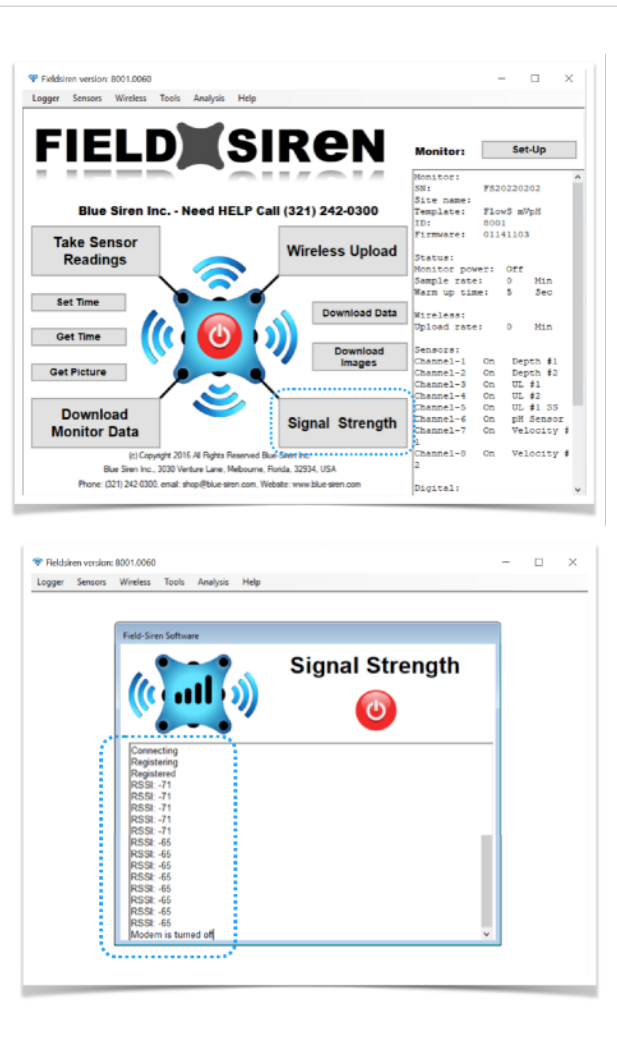 Fieldsiren version: 8001.0060
Logger Sensors Wireless Tools Analysis Help
FIELD SIReN
Blue Siren Inc. - Need HELP Call (321) 242-0300
Take Sensor
Readings
Wireless Upload
Set Time
Download Data
Get Time
Download
Images
Get Picture
Download
Monitor Data
Signal Strength
(c) Copyright 2016 All Rights Reserved Blue Siren Inc.
Blue Siren Inc., 3030 Venture Lane, Melbourne, Florida, 32934, USA
Phone: (321) 242-0300, email: shop@blue-siren.com, Website: www.blue-siren.com
Monitor: Set-Up
Monitor:
SN: FS20220202
Site name:
Template: FlowS mVpH
ID: 8001
Firmware: 01141103
Status:
Monitor power: Off
Sample rate: 0 Min
Warm up time: 5 Sec
Wireless:
Upload rate: 0 Min
Sensors:
Channel-1 On Depth #1
Channel-2 On Depth #2
Channel-3 On UL #1
Channel-4 On UL #2
Channel-5 On UL #1 SS
Channel-6 On pH Sensor
Channel-7 On Velocity #
1
Channel-8 On Velocity #
2
Digital:
Fieldsiren version: 8001.0060
Logger Sensors Wireless Tools Analysis Help
Field-Siren Software
Signal Strength
Connecting
Registering
Registered
RSSI: -71
RSSI: -71
RSSI: -71
RSSI: -71
RSSI: -71
RSSI: -65
RSSI: -65
RSSI: -65
RSSI: -65
RSSI: -65
RSSI: -65
RSSI: -65
RSSI: -65
Modem is turned off